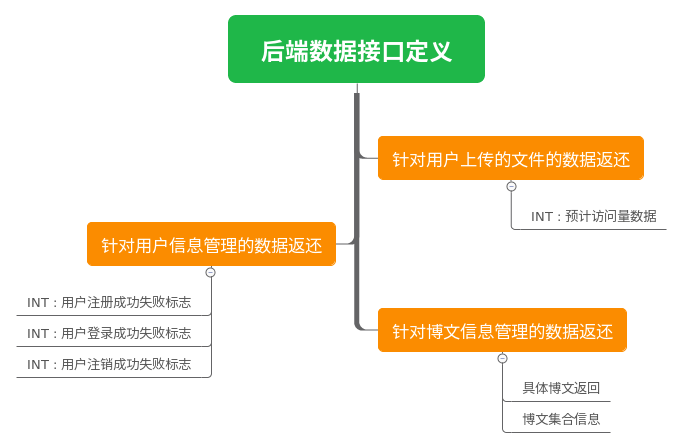 后端数据接口定义
针对用户上传的文件的数据返还
INT：预计访问量数据
针对用户信息管理的数据返还
INT：用户注册成功失败标志
INT：用户登录成功失败标志
INT：用户注销成功失败标志
针对博文信息管理的数据返还
具体博文返回
博文集合信息